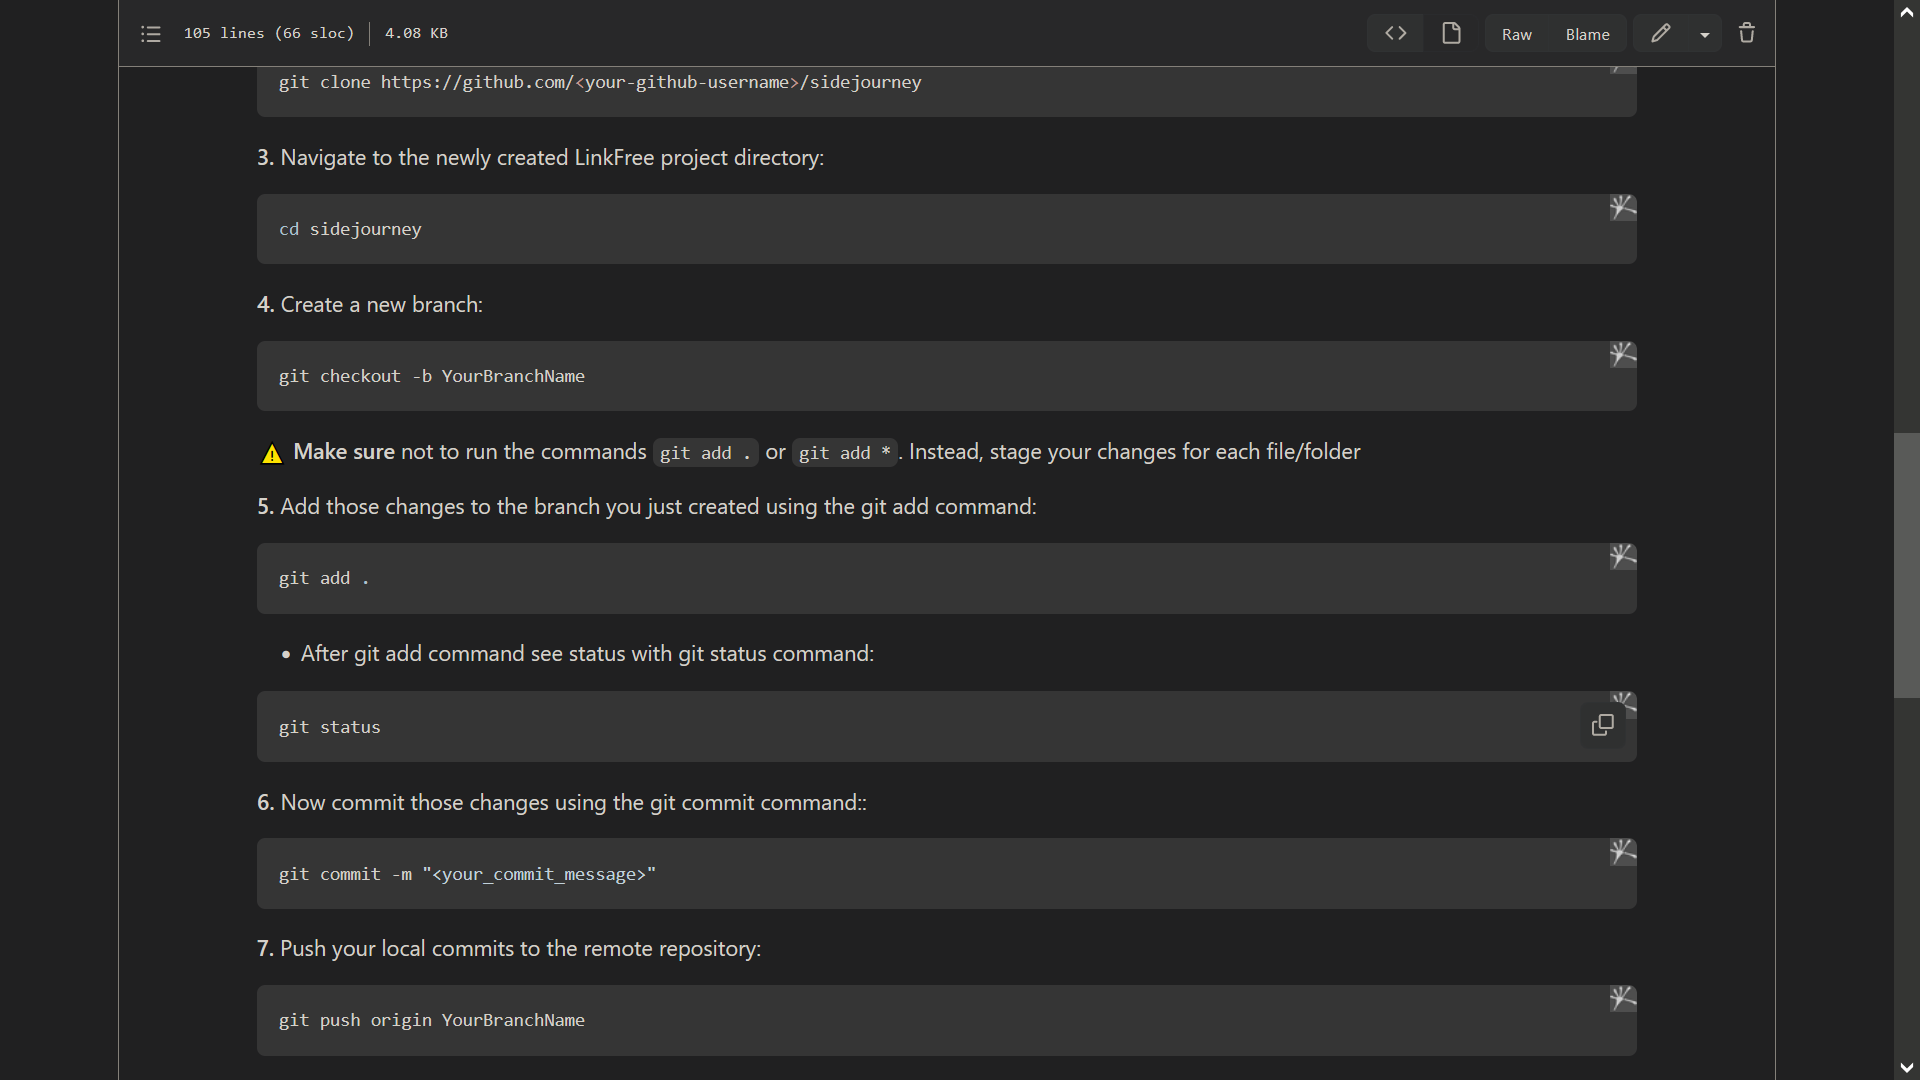 105 lines (66 sloc) 4.08 KB
Raw Blame
git clone https://github.com/<your-github-username>/sidejourney
3. Navigate to the newly created LinkFree project directory:
cd sidejourney
4. Create a new branch:
git checkout -b YourBranchName
⚠️ Make sure not to run the commands git add . or git add *. Instead, stage your changes for each file/folder
5. Add those changes to the branch you just created using the git add command:
git add .
• After git add command see status with git status command:
git status
6. Now commit those changes using the git commit command::
git commit -m "<your_commit_message>"
7. Push your local commits to the remote repository:
git push origin YourBranchName